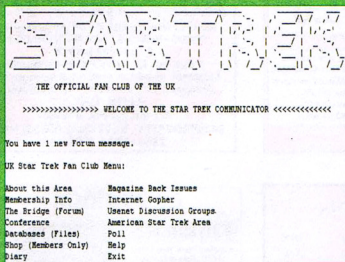 STAR TREK
THE OFFICIAL FAN CLUB OF THE UK
>>>>>>>>>>>>>>>>> WELCOME TO THE STAR TREK COMMUNICATOR <<<<<<<<<<<<<
You have 1 new Forum message.
UK Star Trek Fan Club Menu:
About this Area Magazine Back Issues
Membership Info Internet Gopher
The Bridge (Forum) Usenet Discussion Groups
Conference American Star Trek Area
Databases (Files) Poll
Shop (Members Only) Help
Diary Exit